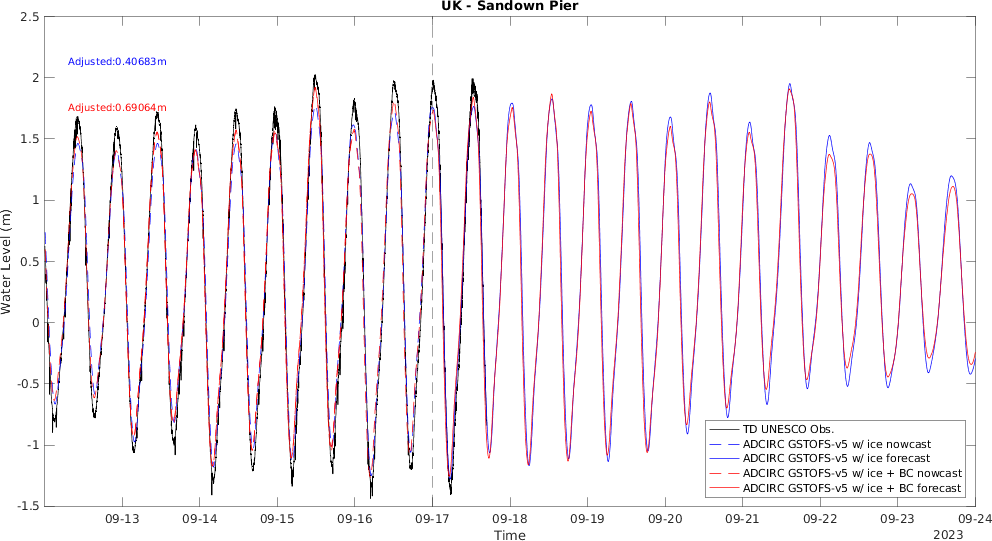 UK - Sandown Pier
2.5
2
1.5
1
0.5
0
-0.5
-1
-1.5
Water Level (m)
Adjusted:0.40683m
Adjusted:0.69064m
TD UNESCO Obs.
ADCIRC GSTOFS-v5 w/ ice nowcast
ADCIRC GSTOFS-v5 w/ ice forecast
ADCIRC GSTOFS-v5 w/ ice + BC nowcast
ADCIRC GSTOFS-v5 w/ ice + BC forecast
09-13 09-14 09-15 09-16 09-17 09-18 09-19 09-20 09-21 09-22 09-23 09-24
Time
2023